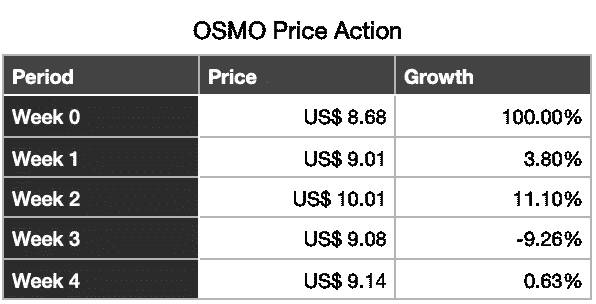 OSMO Price Action
Period Price Growth
Week 0 US$ 8.68 100.00%
Week 1 US$ 9.01 3.80%
Week 2 US$ 10.01 11.10%
Week 3 US$ 9.08 -9.26%
Week 4 US$ 9.14 0.63%